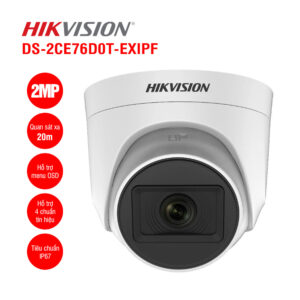 HIKVISION®
DS-2CE76D0T-EXIPF
2MP
Quan sát xa
20m
Hỗ trợ
menu OSD
Hỗ trợ
4 chuẩn
tín hiệu
Tiêu chuẩn
IP67
HIKVISION